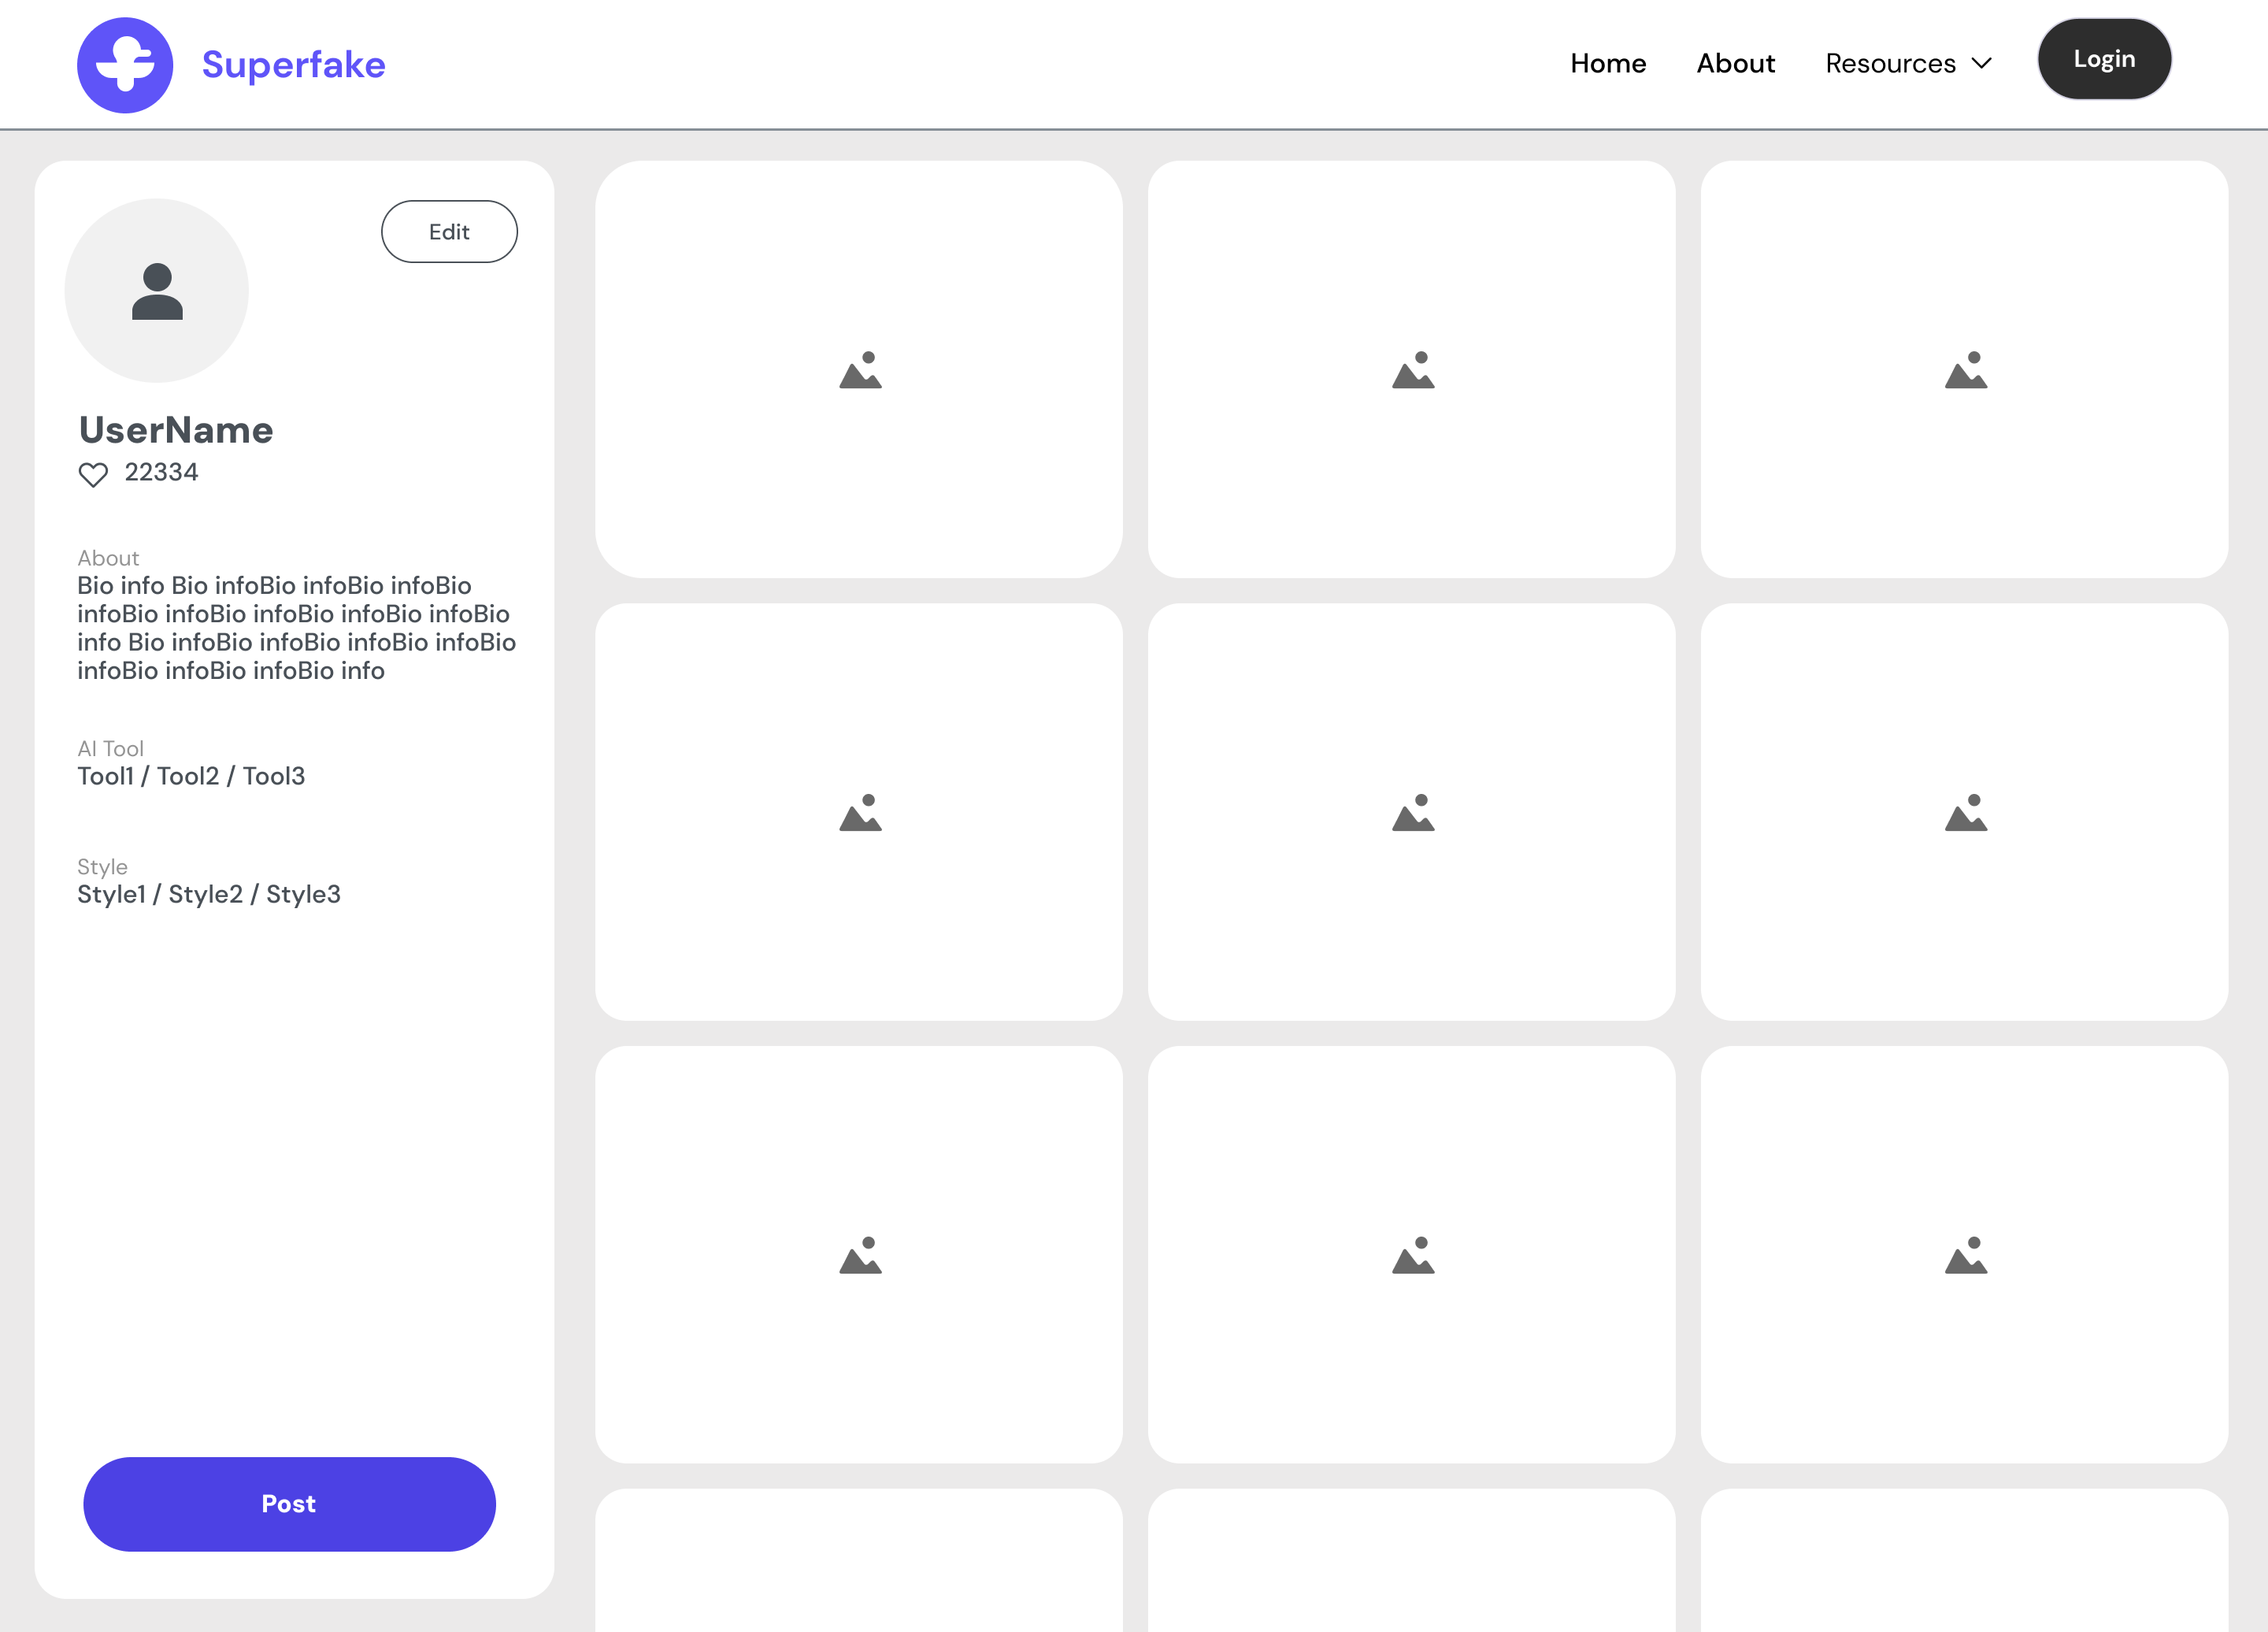 Superfake
Home
About
Resources
Login
Edit
UserName
22334
About
Bio info Bio infoBio infoBio infoBio
infoBio infoBio infoBio infoBio infoBio
info Bio infoBio infoBio infoBio infoBio
infoBio infoBio infoBio info
AI Tool
Tool1 / Tool2 / Tool3
Style
Style1 / Style2 / Style3
Post